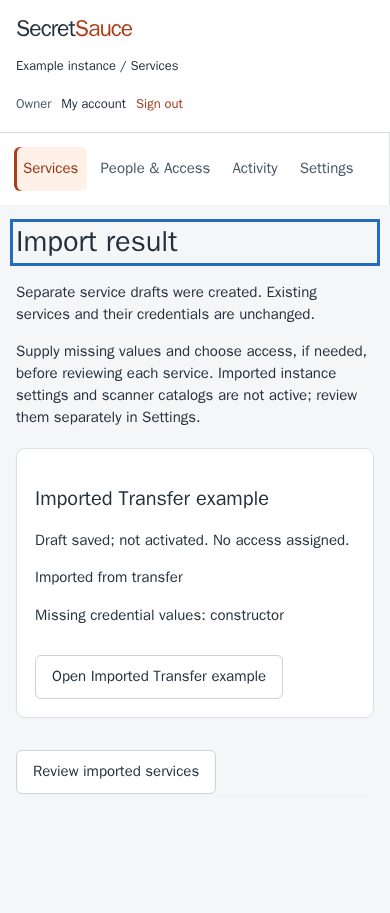 SecretSauce
Example instance / Services
Owner My account Sign out
Services People & Access Activity Settings
Import result
Separate service drafts were created. Existing
services and their credentials are unchanged.
Supply missing values and choose access, if needed,
before reviewing each service. Imported instance
settings and scanner catalogs are not active; review
them separately in Settings.
Imported Transfer example
Draft saved; not activated. No access assigned.
Imported from transfer
Missing credential values: constructor
Open Imported Transfer example
Review imported services